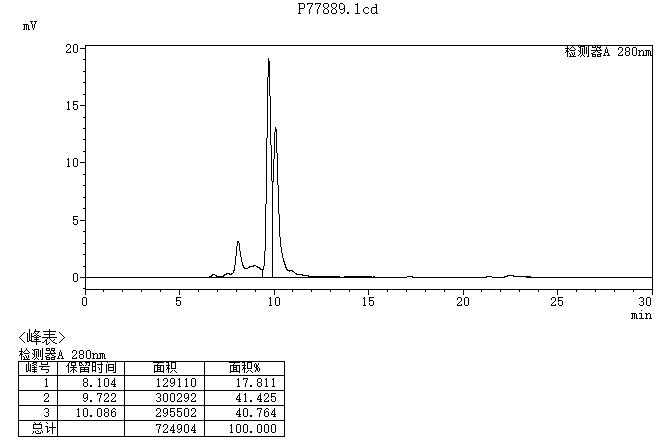 P77889.1cd
mV
检测器A 280nm
20
15
10
5
0
0 5 10 15 20 25 30
min
<峰表>
检测器A 280nm
峰号 保留时间 面积 面积%
1 8.104 129110 17.811
2 9.722 300292 41.425
3 10.086 295502 40.764
总计 724904 100.000